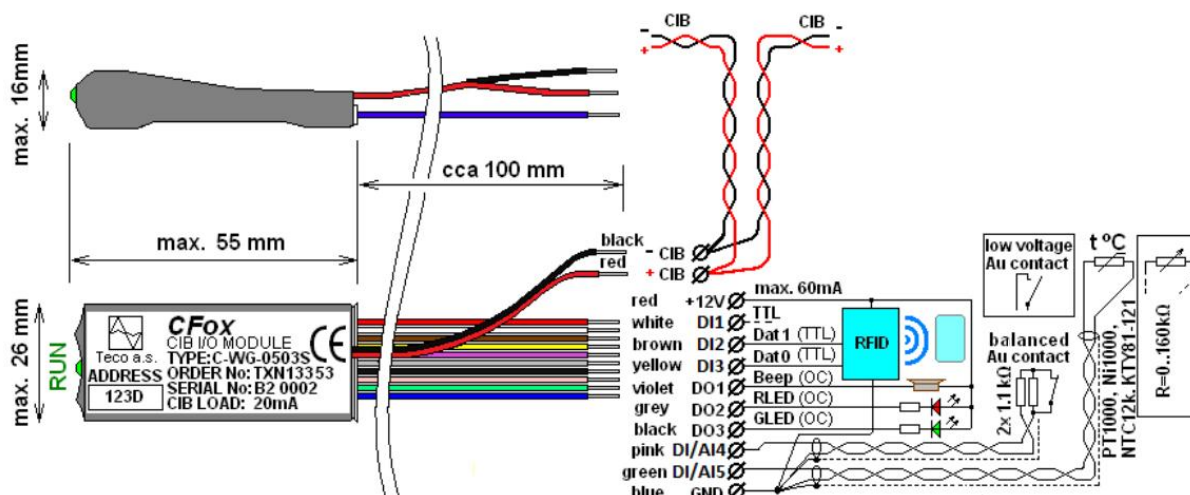 max. 16mm
cca 100 mm
max. 55 mm
max. 26 mm
RUN
Teco a.s.
ADDRESS
123D
CFox
CIB I/O MODULE
TYPE:C-WG-0503S
ORDER No: TXN13353
SERIAL No: B2 0002
CIB LOAD: 20mA
CE
- CIB -
+ +
black - CIB
red + CIB
red +12V max. 60mA
white DI1 TTL
brown DI2 Dat1 (TTL)
yellow DI3 Dat0 (TTL)
violet DO1 Beep (OC)
grey DO2 RLED (OC)
black DO3 GLED (OC)
pink DI/AI4
green DI/AI5
blue GND
RFID
low voltage
Au contact
balanced
Au contact
2x 1.1kΩ
t ºC
PT1000, Ni1000,
NTC12k, KTY81-121
R=0..160kΩ
CIB